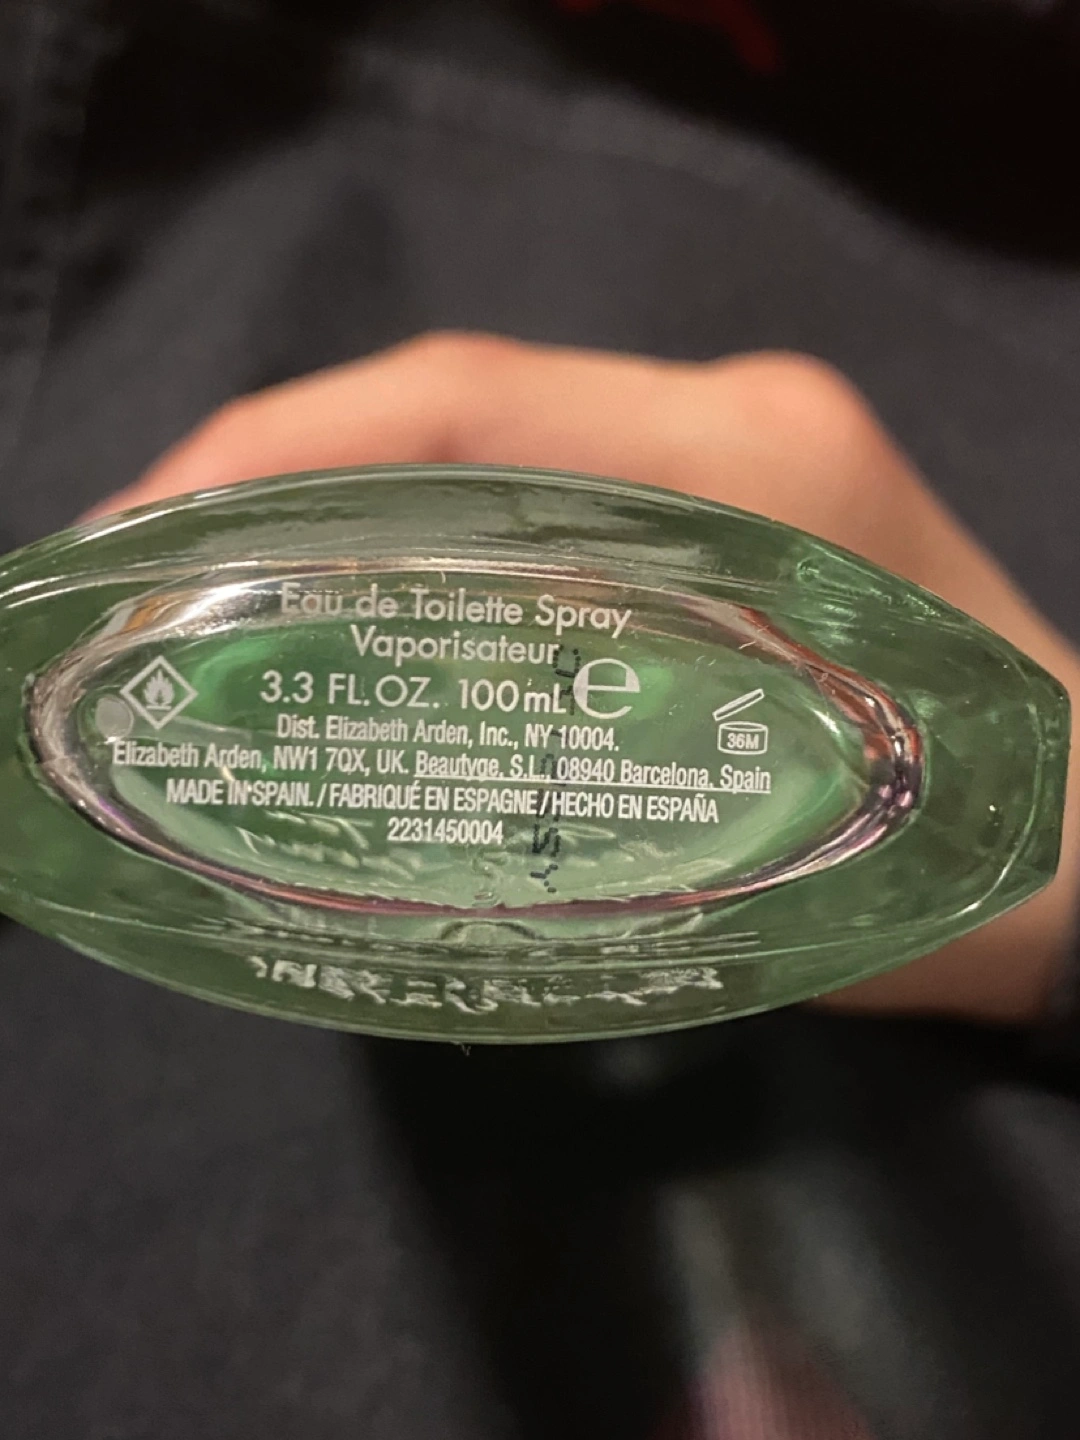 Eau de Toilette Spray
Vaporisateur
3.3 FL.OZ. 100mL e
Dist. Elizabeth Arden, Inc., NY 10004.
Elizabeth Arden, NW1 7QX, UK. Beautyge, S.L., 08940 Barcelona, Spain
MADE IN SPAIN. / FABRIQUÉ EN ESPAGNE / HECHO EN ESPAÑA
2231450004
36M